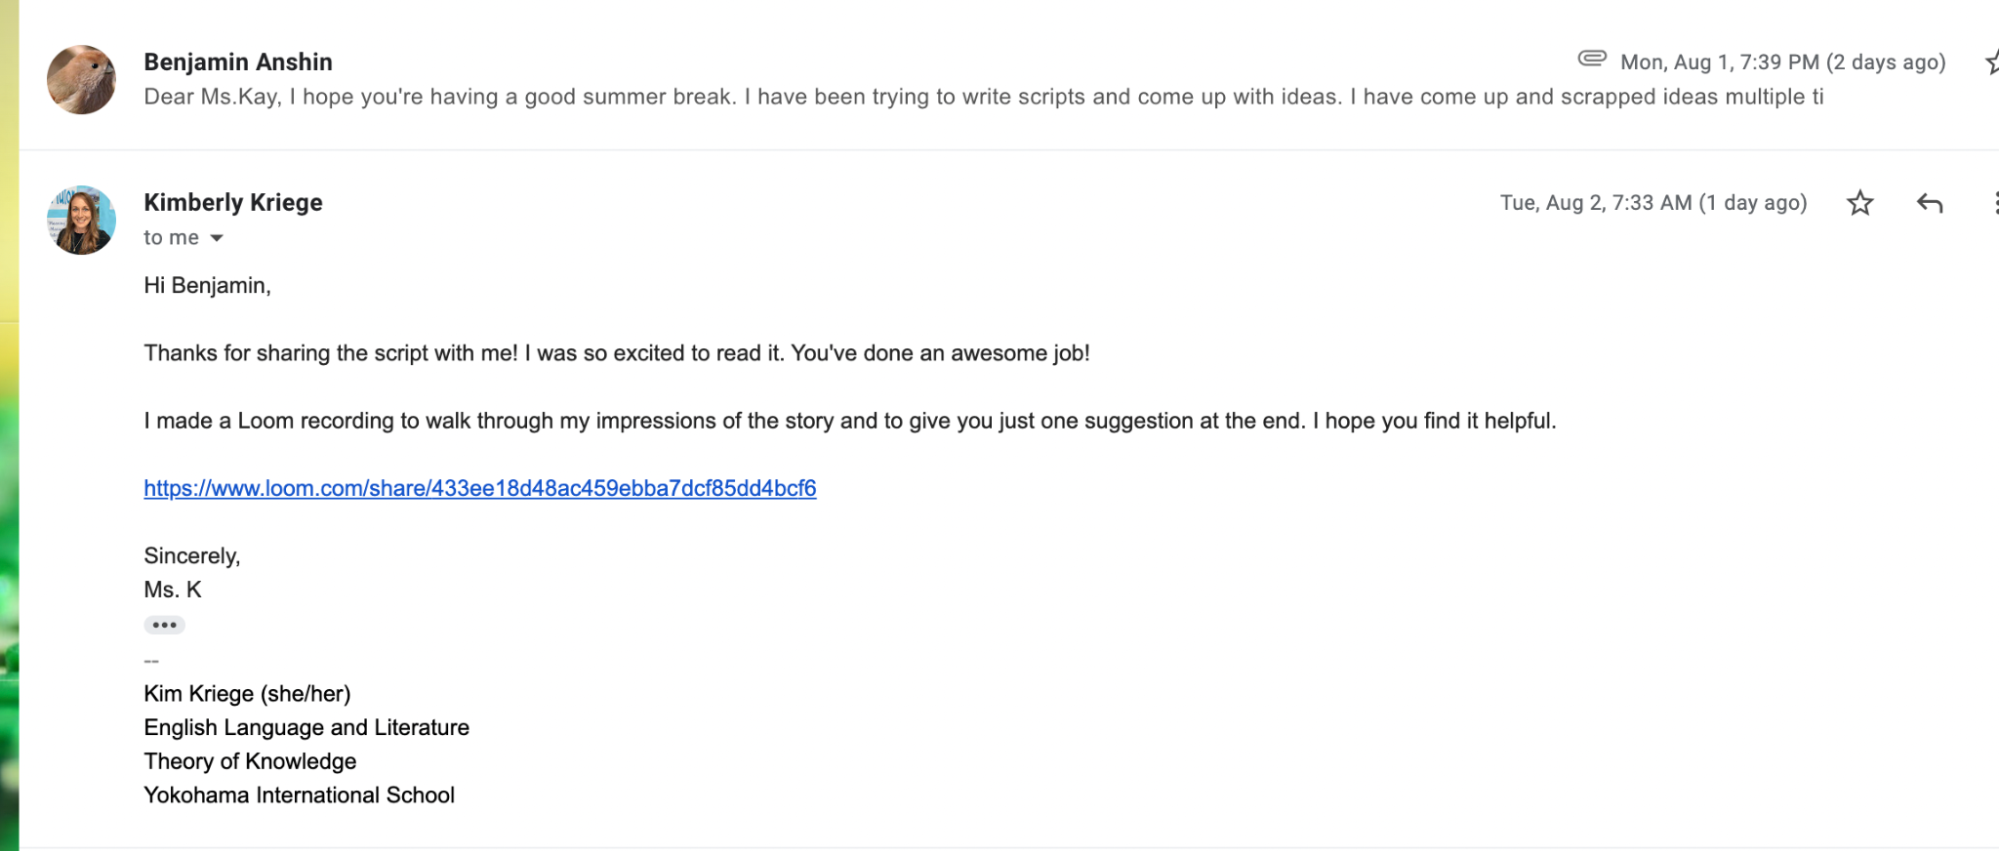 Benjamin Anshin
Mon, Aug 1, 7:39 PM (2 days ago)
Dear Ms.Kay, I hope you're having a good summer break. I have been trying to write scripts and come up with ideas. I have come up and scrapped ideas multiple ti
Kimberly Kriege
Tue, Aug 2, 7:33 AM (1 day ago)
to me
Hi Benjamin,
Thanks for sharing the script with me! I was so excited to read it. You've done an awesome job!
I made a Loom recording to walk through my impressions of the story and to give you just one suggestion at the end. I hope you find it helpful.
https://www.loom.com/share/433ee18d48ac459ebba7dcf85dd4bcf6
Sincerely,
Ms. K
•••
--
Kim Kriege (she/her)
English Language and Literature
Theory of Knowledge
Yokohama International School